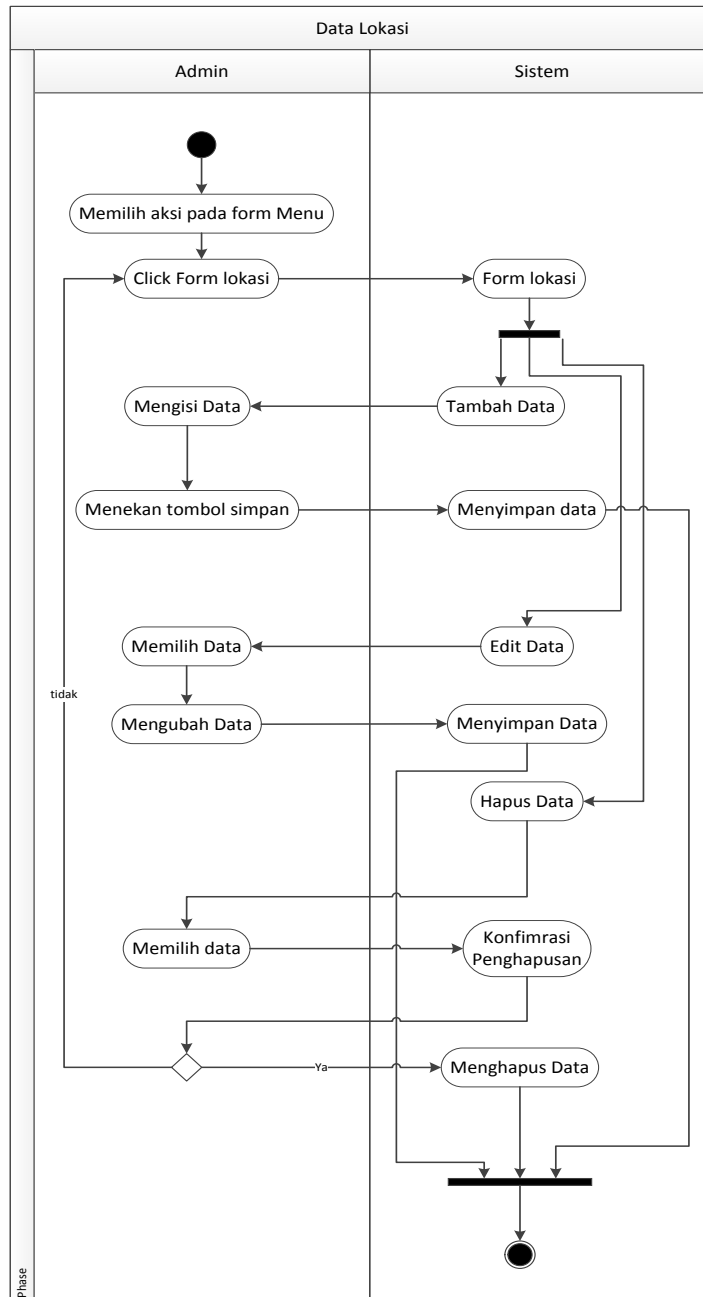 Data Lokasi
Admin
Sistem
Memilih aksi pada form Menu
Click Form lokasi
Form lokasi
Mengisi Data
Tambah Data
Menekan tombol simpan
Menyimpan data
Memilih Data
Edit Data
tidak
Mengubah Data
Menyimpan Data
Hapus Data
Memilih data
Konfimrasi
Penghapusan
Ya
Menghapus Data
Phase